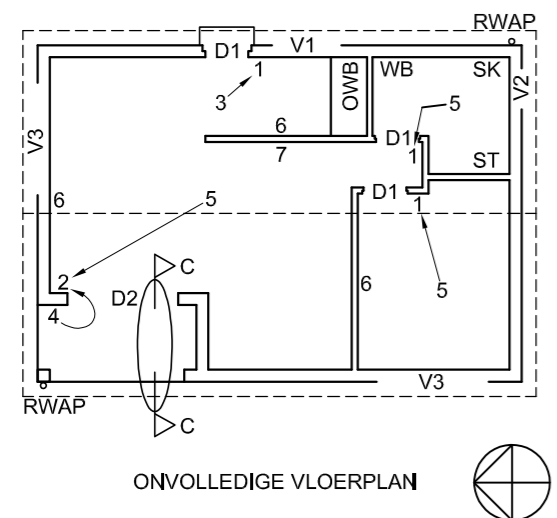 RWAP
D1 V1
1
WB SK
V2
OWB
3
5
6
D1
V3
7
1
ST
D1
6
5
1
C
2
D2
6
5
4
V3
RWAP
C
ONVOLLEDIGE VLOERPLAN